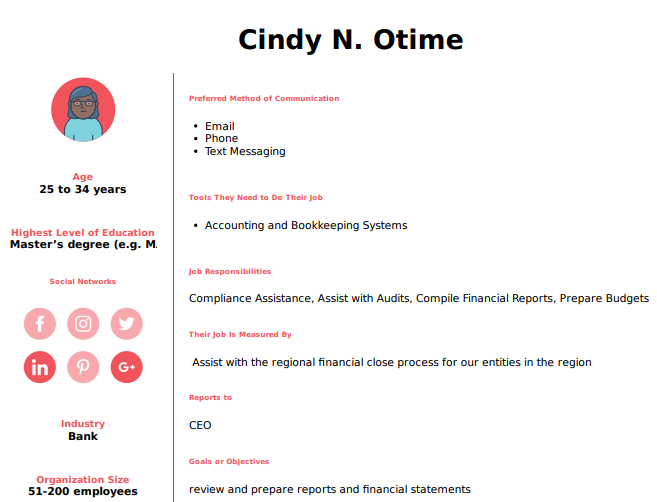 Cindy N. Otime
Age
25 to 34 years
Highest Level of Education
Master’s degree (e.g. M
Social Networks
f
in
G+
Industry
Bank
Organization Size
51-200 employees
Preferred Method of Communication
• Email
• Phone
• Text Messaging
Tools They Need to Do Their Job
• Accounting and Bookkeeping Systems
Job Responsibilities
Compliance Assistance, Assist with Audits, Compile Financial Reports, Prepare Budgets
Their Job Is Measured By
Assist with the regional financial close process for our entities in the region
Reports to
CEO
Goals or Objectives
review and prepare reports and financial statements